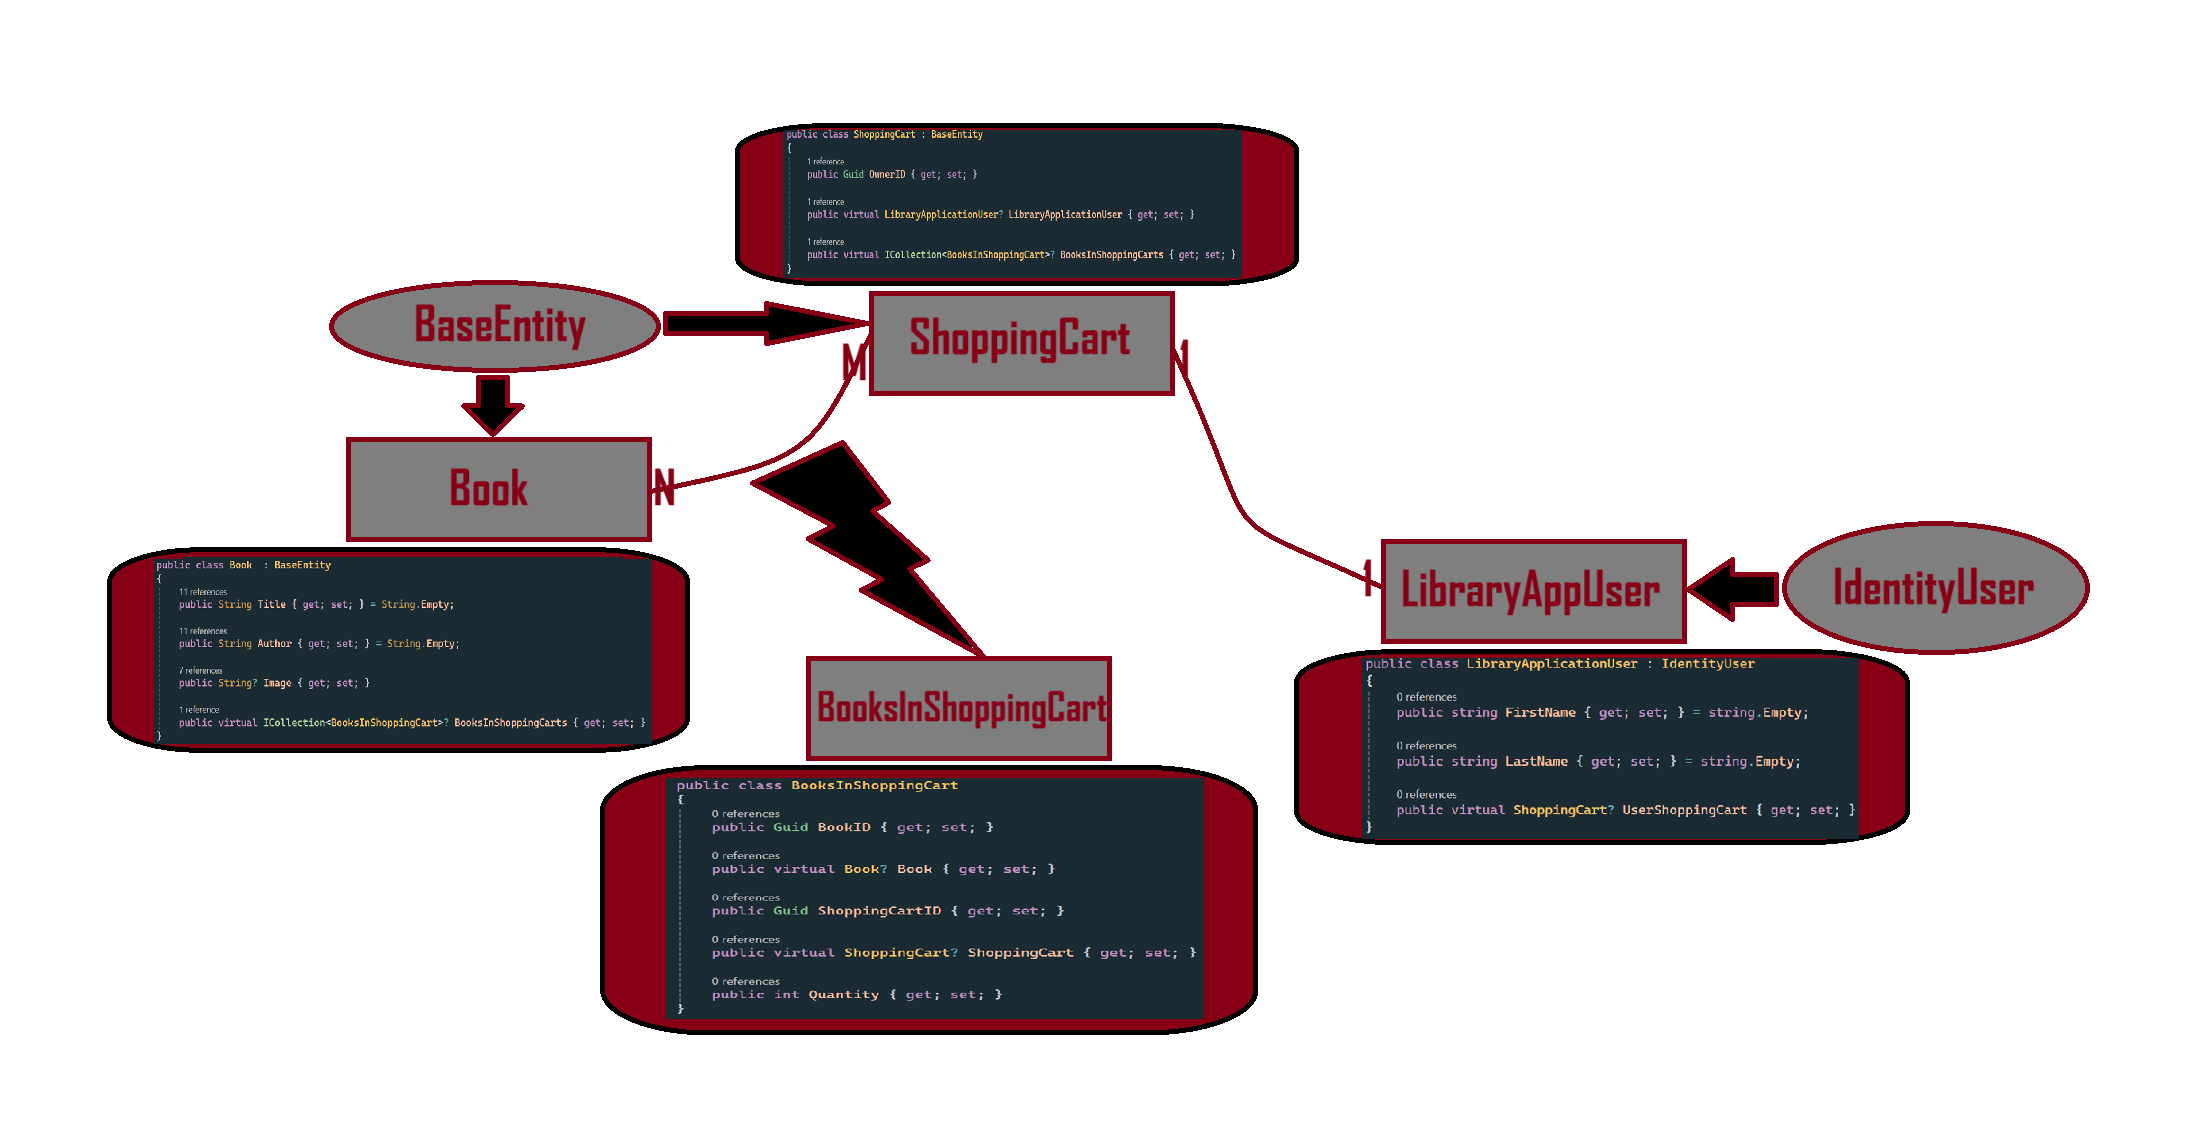 public class ShoppingCart : BaseEntity
{
1 reference
public Guid OwnerID { get; set; }
1 reference
public virtual LibraryApplicationUser? LibraryApplicationUser { get; set; }
1 reference
public virtual ICollection<BooksInShoppingCart>? BooksInShoppingCarts { get; set; }
}
BaseEntity
ShoppingCart
M
1
Book
N
public class Book : BaseEntity
{
11 references
public String Title { get; set; } = String.Empty;
11 references
public String Author { get; set; } = String.Empty;
7 references
public String? Image { get; set; }
1 reference
public virtual ICollection<BooksInShoppingCart>? BooksInShoppingCarts { get; set; }
}
1
LibraryAppUser
IdentityUser
public class LibraryApplicationUser : IdentityUser
{
0 references
public string FirstName { get; set; } = string.Empty;
0 references
public string LastName { get; set; } = string.Empty;
0 references
public virtual ShoppingCart? UserShoppingCart { get; set; }
}
BooksInShoppingCart
public class BooksInShoppingCart
{
0 references
public Guid BookID { get; set; }
0 references
public virtual Book? Book { get; set; }
0 references
public Guid ShoppingCartID { get; set; }
0 references
public virtual ShoppingCart? ShoppingCart { get; set; }
0 references
public int Quantity { get; set; }
}